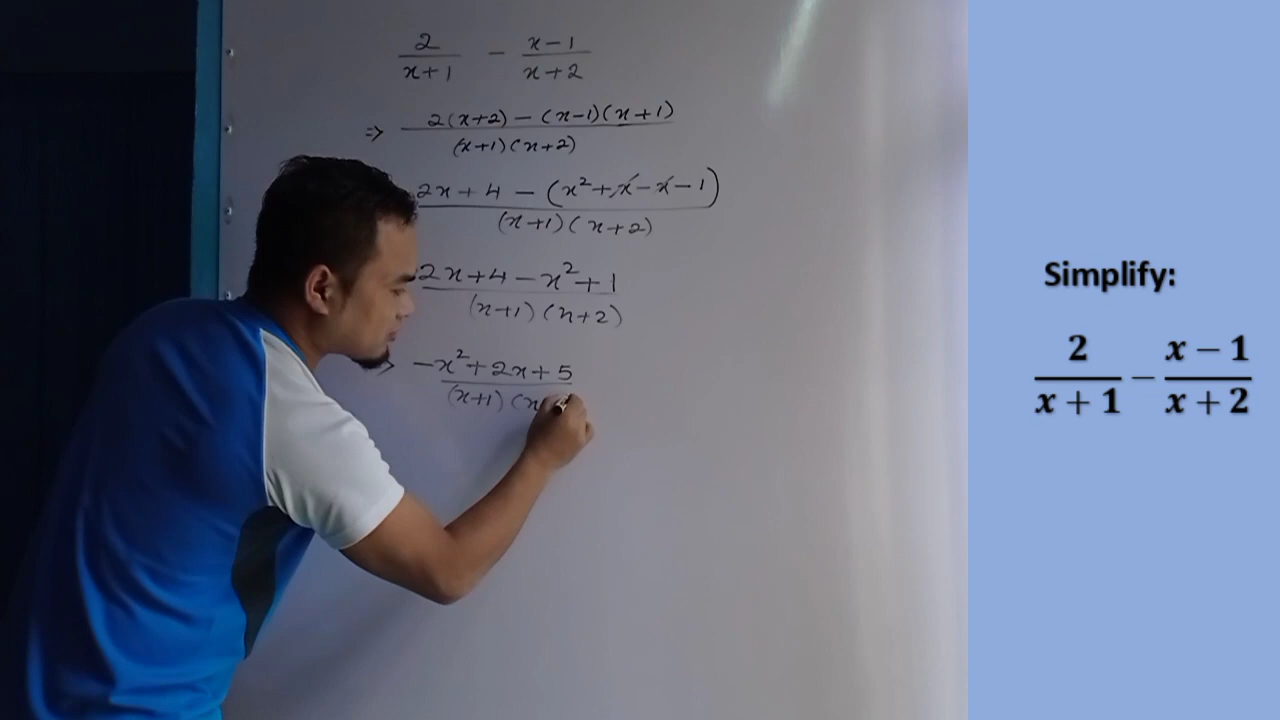 2/(x+1) - (x-1)/(x+2)
=> (2(x+2) - (x-1)(x+1))/((x+1)(x+2))
(2x+4 - (x²+x-x-1))/((x+1)(x+2))
(2x+4-x²+1)/((x+1)(x+2))
(-x²+2x+5)/((x+1)(x
Simplify:
2/(x+1) - (x-1)/(x+2)